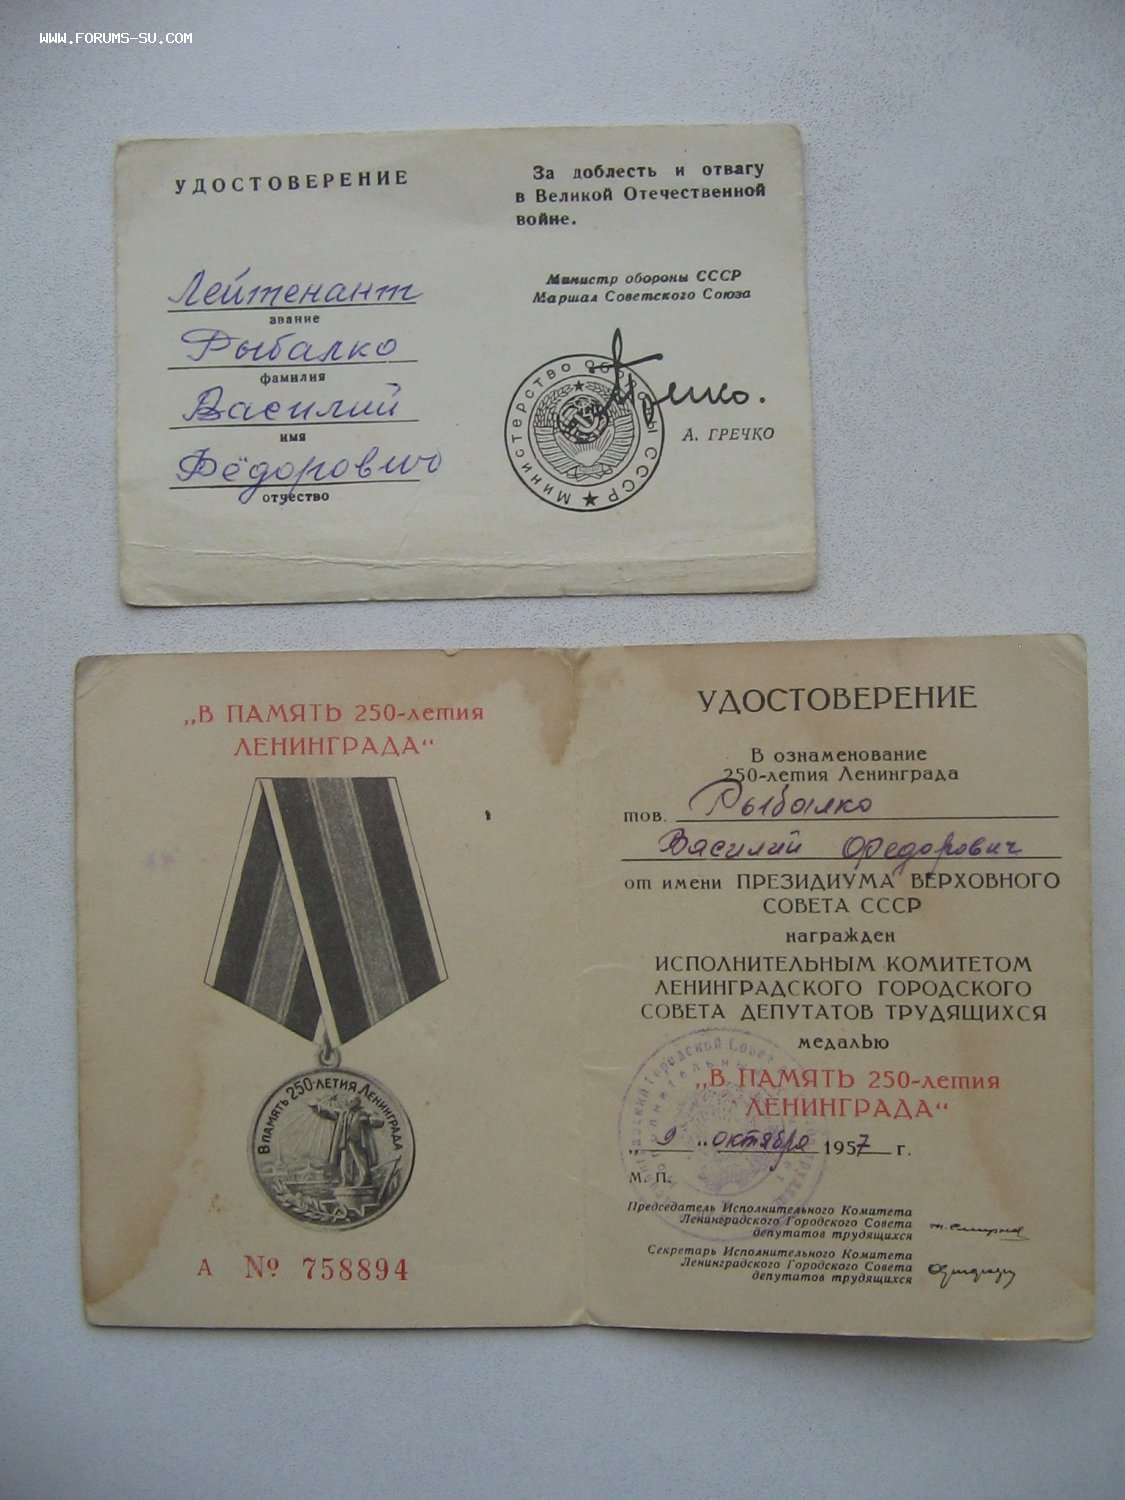 WWW.FORUMS-SU.COM
УДОСТОВЕРЕНИЕ
Лейтенант
звание
Рыбалко
фамилия
Василий
имя
Фёдорович
отчество
За доблесть и отвагу
в Великой Отечественной
войне.
Министр обороны СССР
Маршал Советского Союза
Министерство Обороны СССР
А. ГРЕЧКО
„В ПАМЯТЬ 250-летия
ЛЕНИНГРАДА“
В ПАМЯТЬ 250-ЛЕТИЯ ЛЕНИНГРАДА
А № 758894
УДОСТОВЕРЕНИЕ
В ознаменование
250-летия Ленинграда
тов. Рыбалко
Василий Федорович
от имени ПРЕЗИДИУМА ВЕРХОВНОГО
СОВЕТА СССР
награжден
ИСПОЛНИТЕЛЬНЫМ КОМИТЕТОМ
ЛЕНИНГРАДСКОГО ГОРОДСКОГО
СОВЕТА ДЕПУТАТОВ ТРУДЯЩИХСЯ
медалью
„В ПАМЯТЬ 250-летия
ЛЕНИНГРАДА“
„9“ октября 1957 г.
М. П.
Председатель Исполнительного Комитета
Ленинградского Городского Совета
депутатов трудящихся
Секретарь Исполнительного Комитета
Ленинградского Городского Совета
депутатов трудящихся